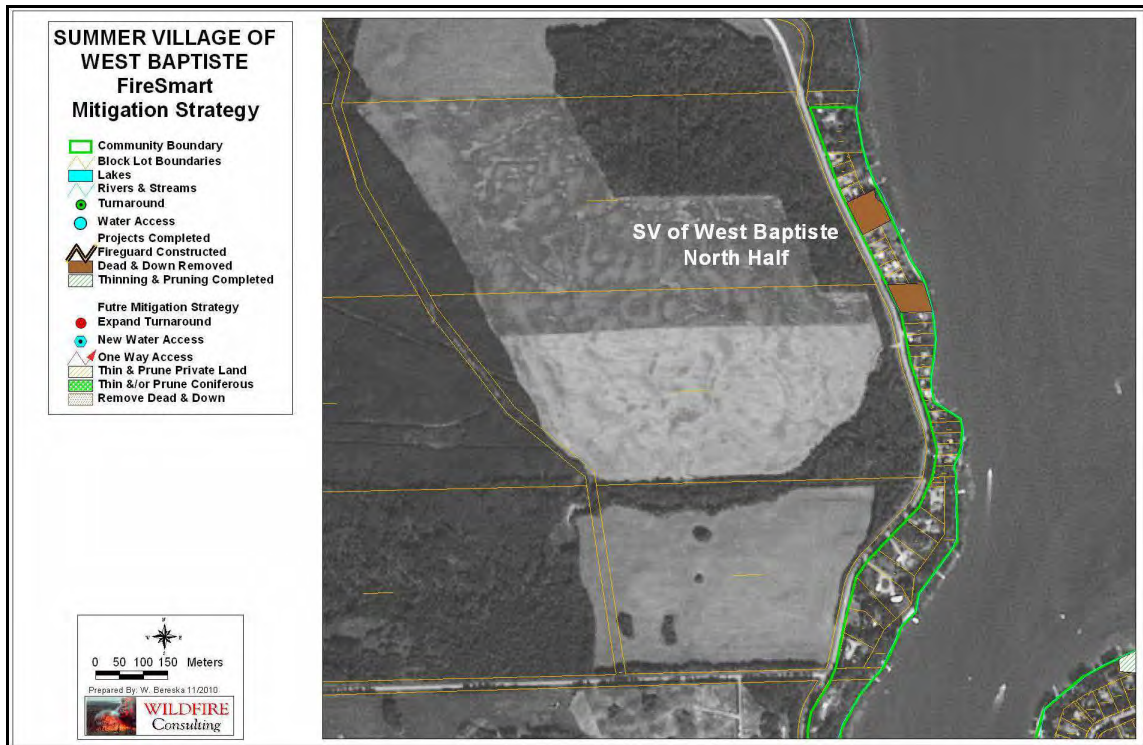 SUMMER VILLAGE OF
WEST BAPTISTE
FireSmart
Mitigation Strategy
Community Boundary
Block Lot Boundaries
Lakes
Rivers & Streams
Turnaround
Water Access
Projects Completed
Fireguard Constructed
Dead & Down Removed
Thinning & Pruning Completed
Futre Mitigation Strategy
Expand Turnaround
New Water Access
One Way Access
Thin & Prune Private Land
Thin &/or Prune Coniferous
Remove Dead & Down
SV of West Baptiste
North Half
0 50 100 150 Meters
Prepared By: W. Bereska 11/2010
WILDFIRE
Consulting